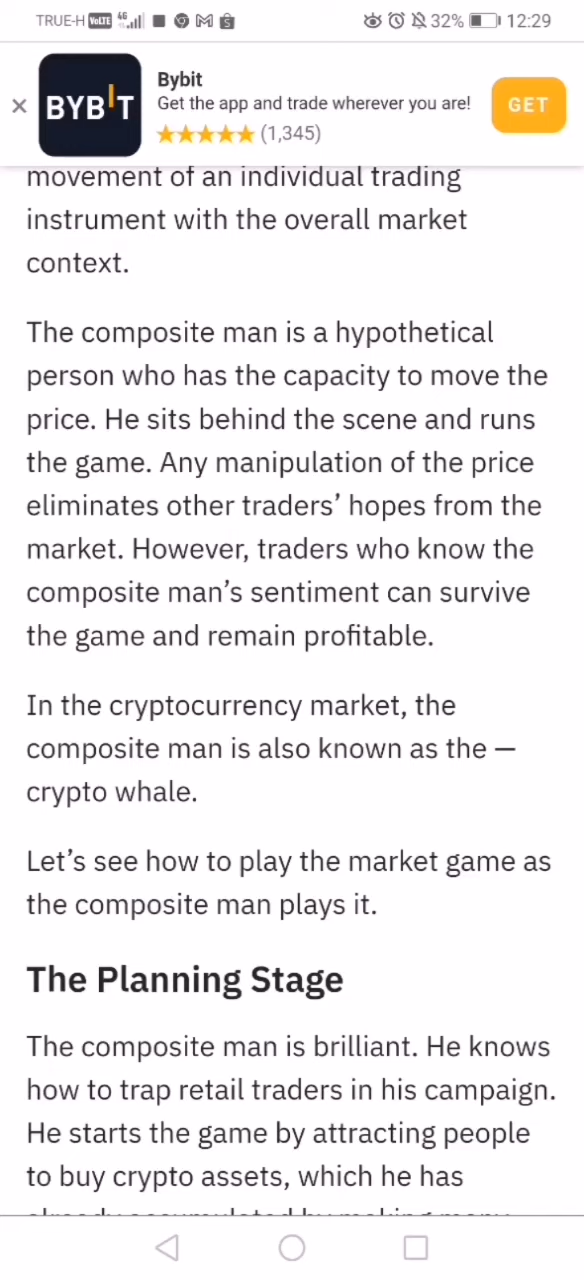 TRUE-H VoLTE 4G 32% 12:29
× BYBIT Bybit
Get the app and trade wherever you are!
(1,345)
GET
movement of an individual trading
instrument with the overall market
context.
The composite man is a hypothetical
person who has the capacity to move the
price. He sits behind the scene and runs
the game. Any manipulation of the price
eliminates other traders’ hopes from the
market. However, traders who know the
composite man’s sentiment can survive
the game and remain profitable.
In the cryptocurrency market, the
composite man is also known as the —
crypto whale.
Let’s see how to play the market game as
the composite man plays it.
The Planning Stage
The composite man is brilliant. He knows
how to trap retail traders in his campaign.
He starts the game by attracting people
to buy crypto assets, which he has